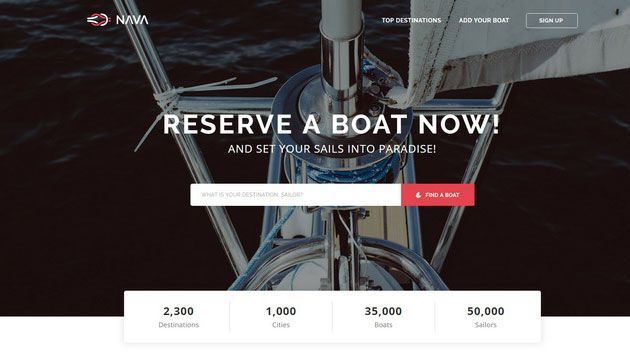 NAVA
TOP DESTINATIONS ADD YOUR BOAT SIGN UP
RESERVE A BOAT NOW!
AND SET YOUR SAILS INTO PARADISE!
WHAT IS YOUR DESTINATION, SAILOR? FIND A BOAT
2,300 1,000 35,000 50,000
Destinations Cities Boats Sailors